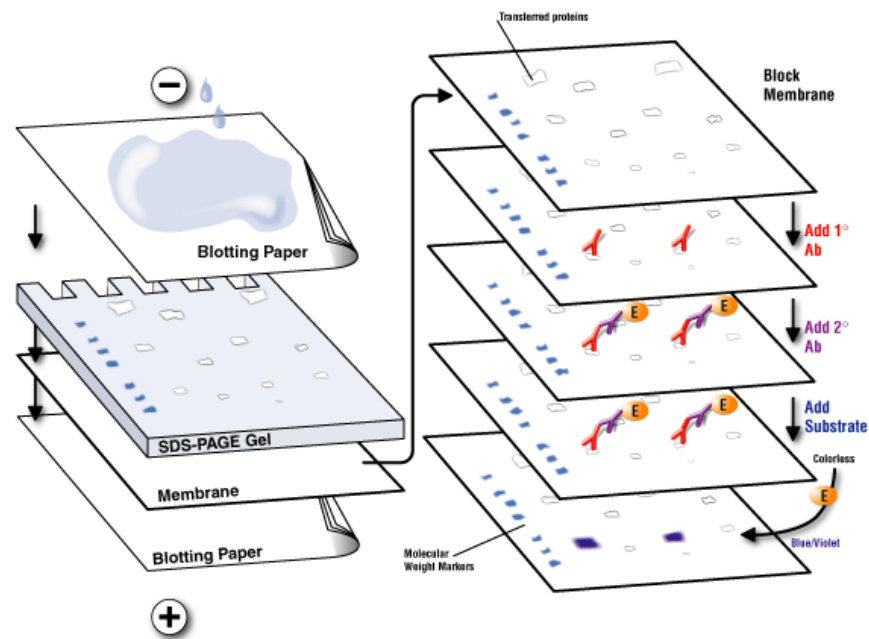 −
Blotting Paper
SDS-PAGE Gel
Membrane
Blotting Paper
+
Transferred proteins
Block
Membrane
Add 1°
Ab
E
E
Add 2°
Ab
E
E
Add
Substrate
Colorless
E
Blue/Violet
Molecular
Weight Markers